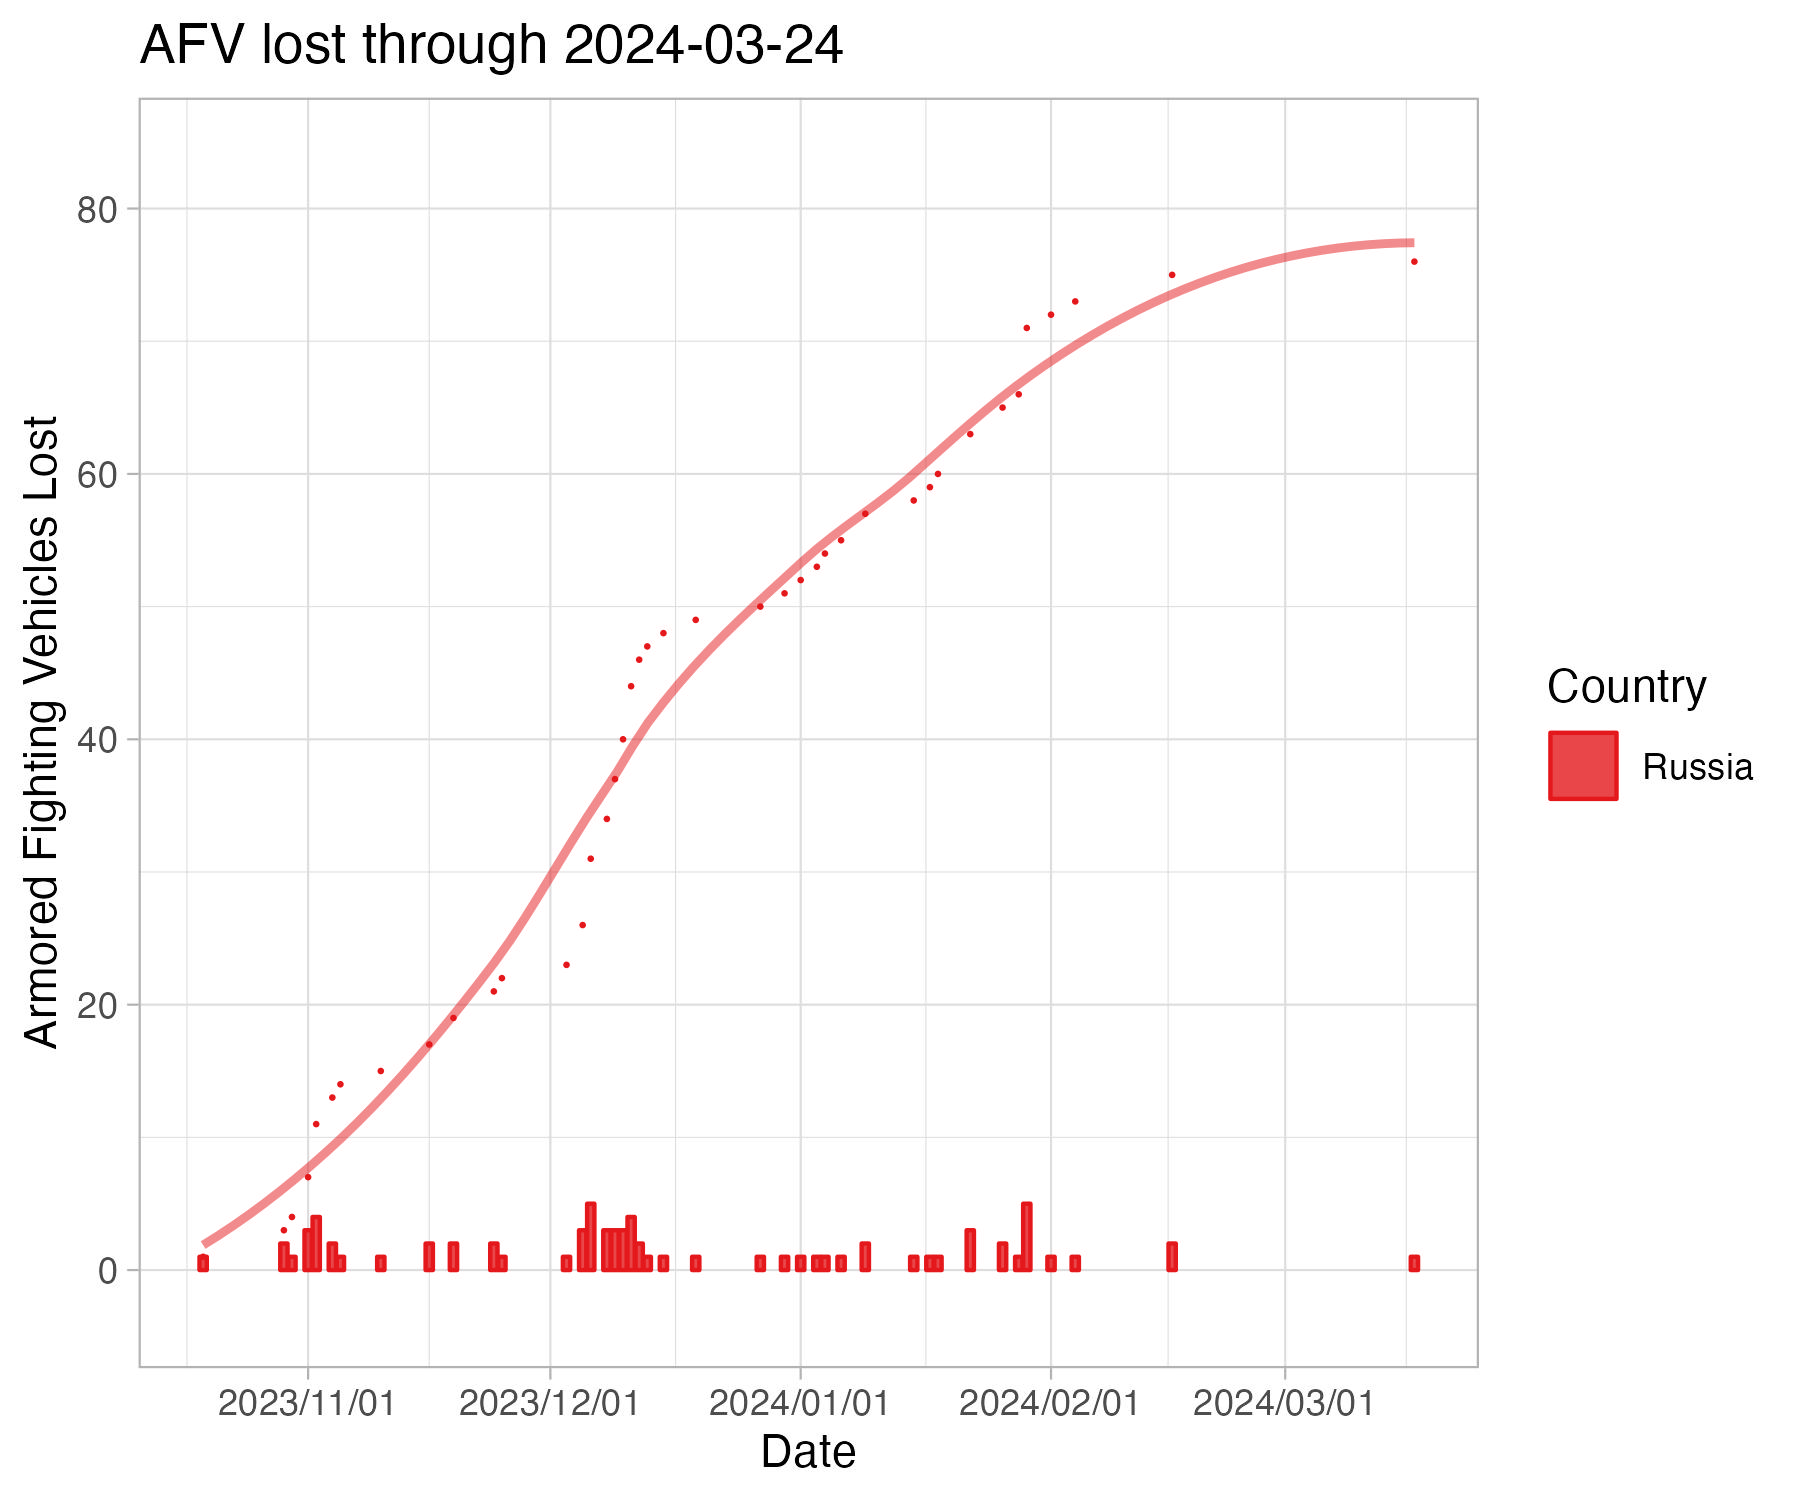 AFV lost through 2024-03-24
Armored Fighting Vehicles Lost
80
60
40
20
0
2023/11/01 2023/12/01 2024/01/01 2024/02/01 2024/03/01
Date
Country
Russia